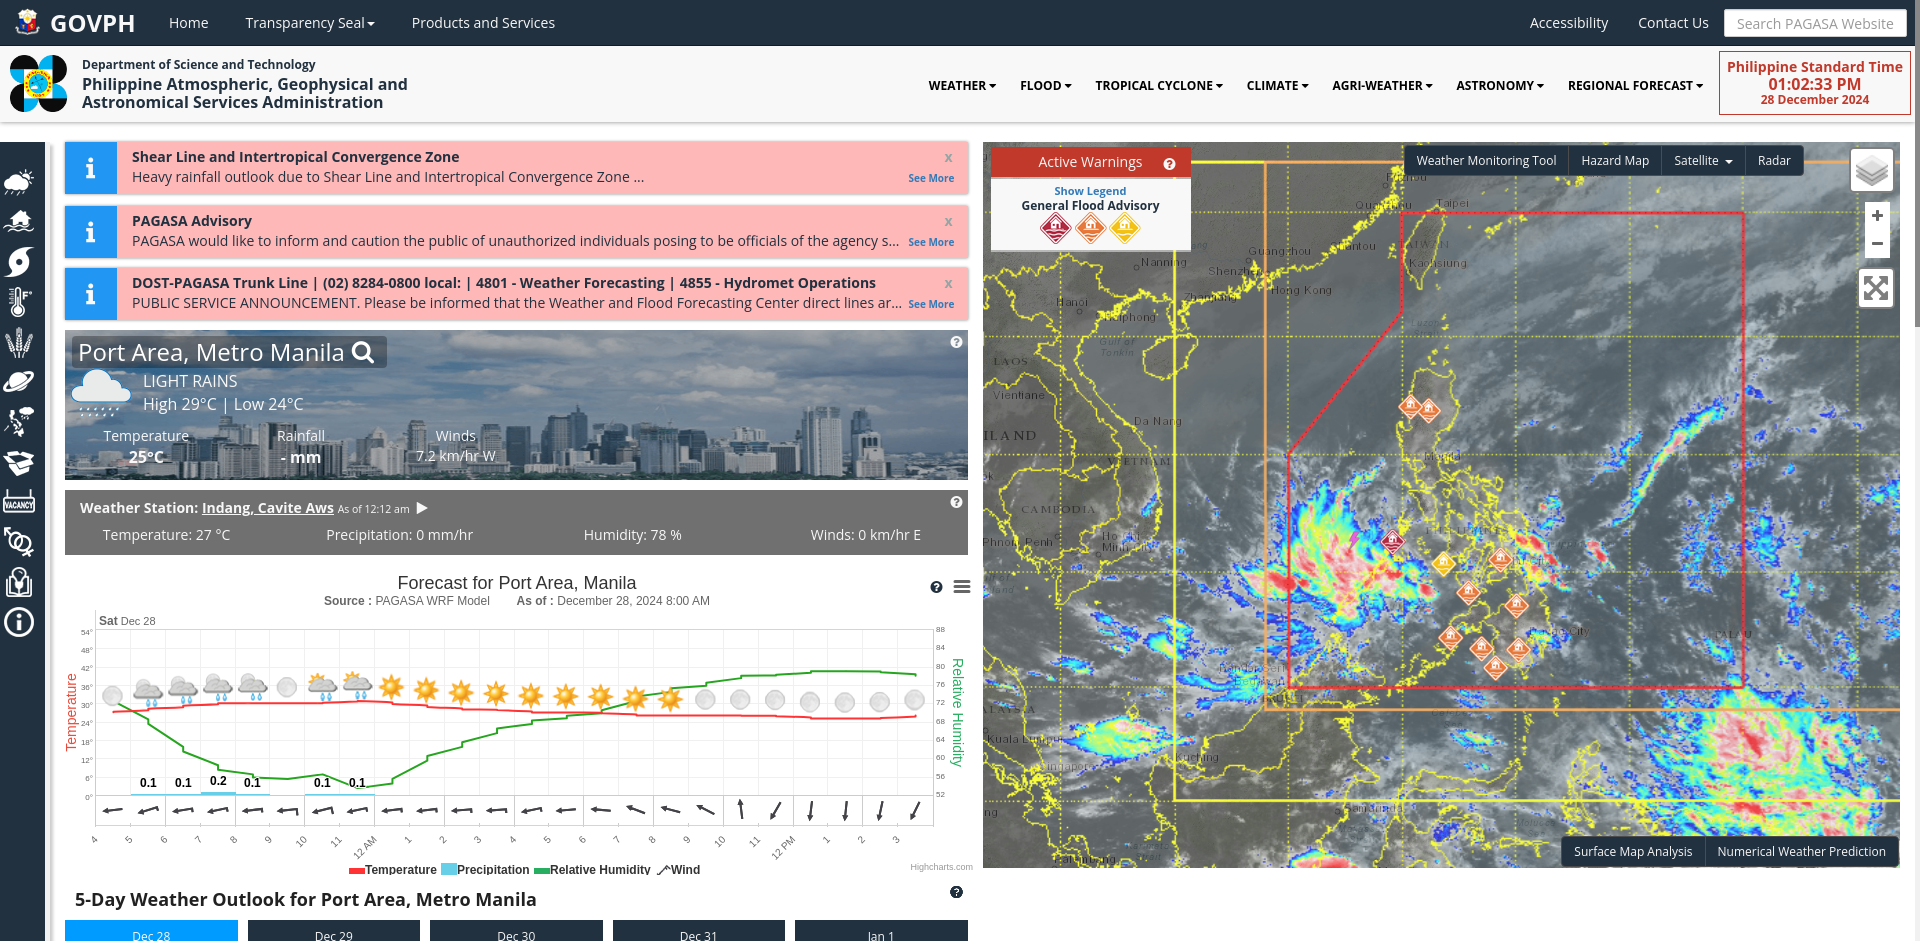 GOVPH
Home
Transparency Seal
Products and Services
Accessibility
Contact Us
Search PAGASA Website
Department of Science and Technology
Philippine Atmospheric, Geophysical and
Astronomical Services Administration
WEATHER
FLOOD
TROPICAL CYCLONE
CLIMATE
AGRI-WEATHER
ASTRONOMY
REGIONAL FORECAST
Philippine Standard Time
01:02:33 PM
28 December 2024
Shear Line and Intertropical Convergence Zone
x
Heavy rainfall outlook due to Shear Line and Intertropical Convergence Zone ...
See More
PAGASA Advisory
x
PAGASA would like to inform and caution the public of unauthorized individuals posing to be officials of the agency s...
See More
DOST-PAGASA Trunk Line | (02) 8284-0800 local: | 4801 - Weather Forecasting | 4855 - Hydromet Operations
x
PUBLIC SERVICE ANNOUNCEMENT. Please be informed that the Weather and Flood Forecasting Center direct lines ar...
See More
VACANCY
Port Area, Metro Manila
?
LIGHT RAINS
High 29°C | Low 24°C
Temperature
Rainfall
Winds
25°C
- mm
7.2 km/hr W
Weather Station: Indang, Cavite Aws As of 12:12 am
?
Temperature: 27 °C
Precipitation: 0 mm/hr
Humidity: 78 %
Winds: 0 km/hr E
Forecast for Port Area, Manila
?
Source : PAGASA WRF Model As of : December 28, 2024 8:00 AM
Sat Dec 28
54°
48°
42°
36°
30°
24°
18°
12°
6°
0°
Temperature
88
84
80
76
72
68
64
60
56
52
Relative Humidity
0.1
0.1
0.2
0.1
0.1
0.1
4
5
6
7
8
9
10
11
12 AM
1
2
3
4
5
6
7
8
9
10
11
12 PM
1
2
3
Temperature
Precipitation
Relative Humidity
Wind
Highcharts.com
5-Day Weather Outlook for Port Area, Metro Manila
?
Dec 28
Dec 29
Dec 30
Dec 31
Jan 1
Active Warnings
?
Show Legend
General Flood Advisory
Weather Monitoring Tool
Hazard Map
Satellite
Radar
+
−
Taipei
TAIWAN
Kaohsiung
Guangzhou
Shantou
Nanning
Shenzhen
Hong Kong
Zhanjiang
Hanoi
Haiphong
Gulf of
Tonkin
LAOS
Vientiane
Da Nang
ILAND
VIETNAM
CAMBODIA
Phnom Penh
Manila
PALAU
Kuala Lumpur
Singapore
Kuching
Samarinda
Surface Map Analysis
Numerical Weather Prediction